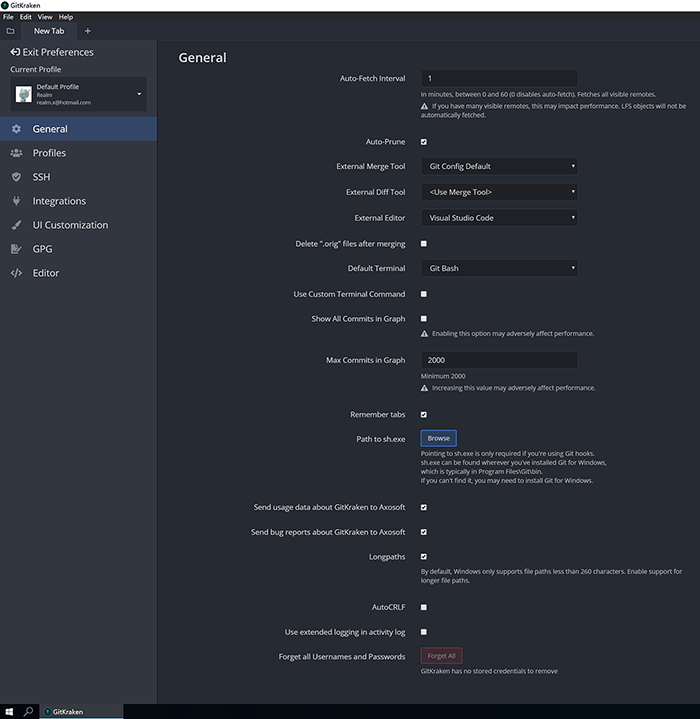 GitKraken
File Edit View Help
New Tab +
Exit Preferences
Current Profile
Default Profile
Realm
realm.x@hotmail.com
General
Profiles
SSH
Integrations
UI Customization
GPG
Editor
General
Auto-Fetch Interval 1
In minutes, between 0 and 60 (0 disables auto-fetch). Fetches all visible remotes.
If you have many visible remotes, this may impact performance. LFS objects will not be
automatically fetched.
Auto-Prune
External Merge Tool Git Config Default
External Diff Tool <Use Merge Tool>
External Editor Visual Studio Code
Delete ".orig" files after merging
Default Terminal Git Bash
Use Custom Terminal Command
Show All Commits in Graph
Enabling this option may adversely affect performance.
Max Commits in Graph 2000
Minimum 2000
Increasing this value may adversely affect performance.
Remember tabs
Path to sh.exe Browse
Pointing to sh.exe is only required if you're using Git hooks.
sh.exe can be found wherever you've installed Git for Windows,
which is typically in Program Files\Git\bin.
If you can't find it, you may need to install Git for Windows.
Send usage data about GitKraken to Axosoft
Send bug reports about GitKraken to Axosoft
Longpaths
By default, Windows only supports file paths less than 260 characters. Enable support for
longer file paths.
AutoCRLF
Use extended logging in activity log
Forget all Usernames and Passwords Forget All
GitKraken has no stored credentials to remove
GitKraken